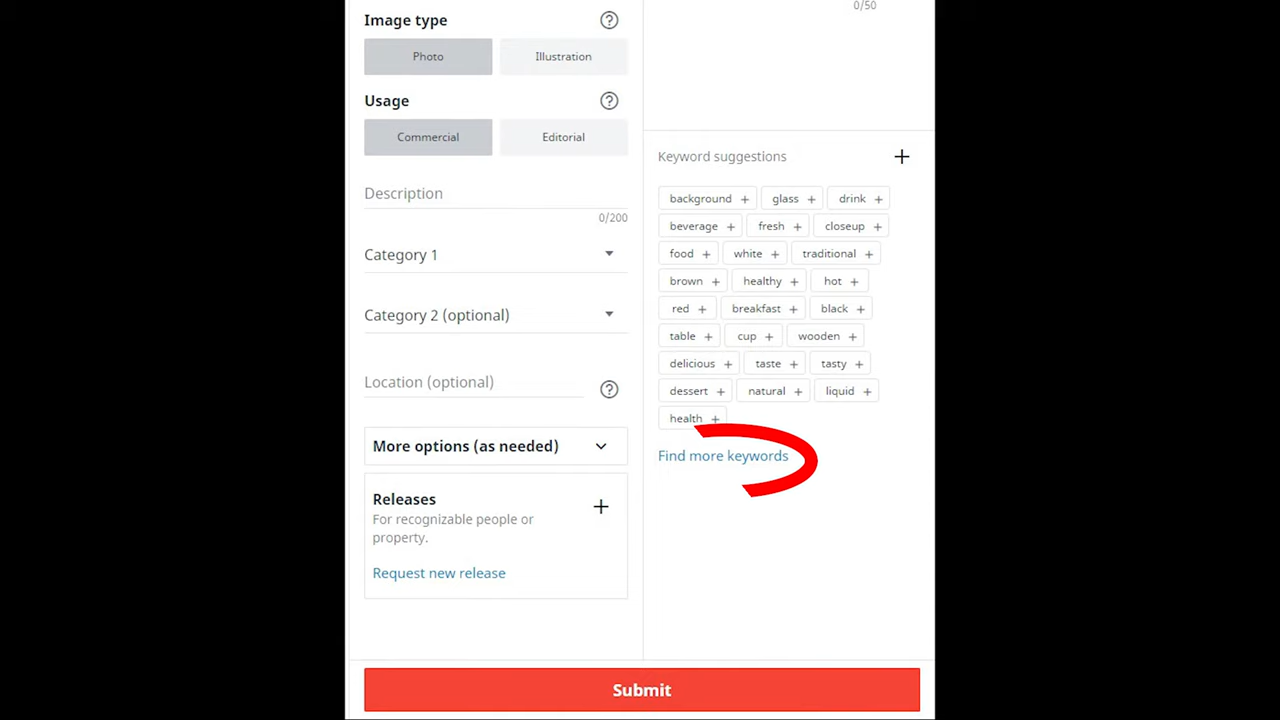 Image type ?
Photo Illustration
Usage ?
Commercial Editorial
Description
0/200
Category 1
Category 2 (optional)
Location (optional) ?
More options (as needed)
Releases +
For recognizable people or
property.
Request new release
0/50
Keyword suggestions +
background + glass + drink +
beverage + fresh + closeup +
food + white + traditional +
brown + healthy + hot +
red + breakfast + black +
table + cup + wooden +
delicious + taste + tasty +
dessert + natural + liquid +
health +
Find more keywords
Submit